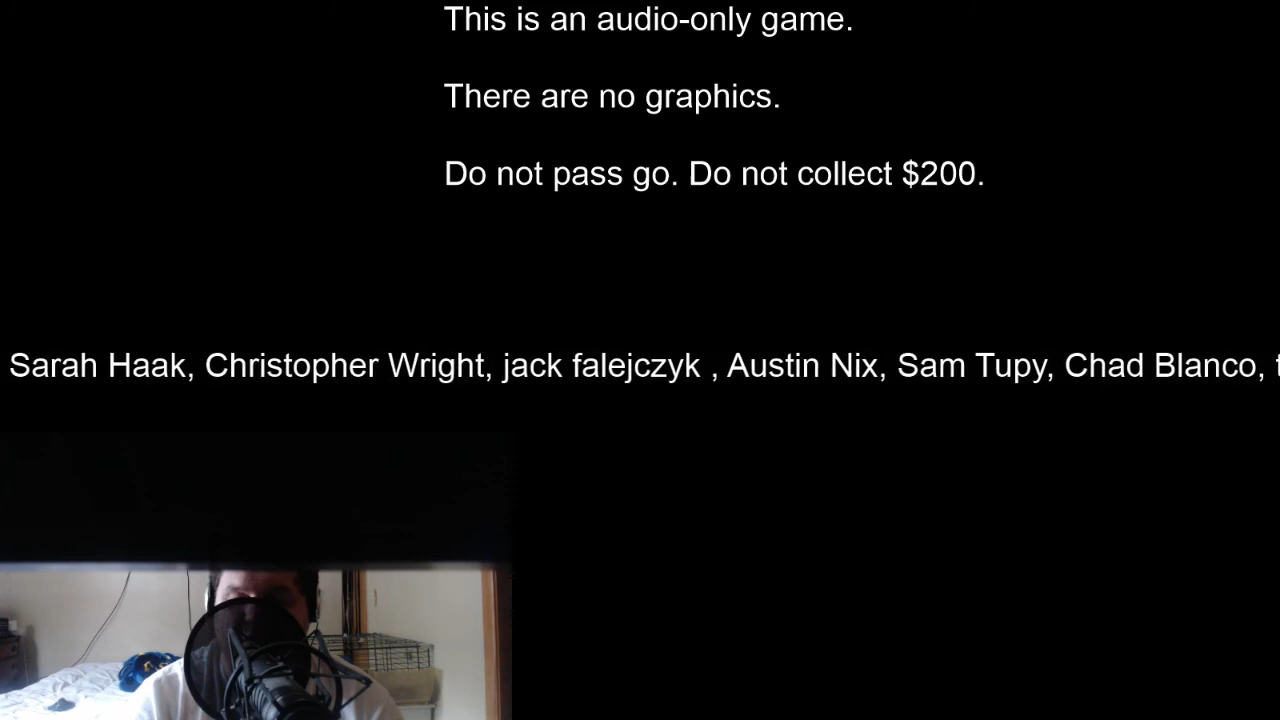 This is an audio-only game.
There are no graphics.
Do not pass go. Do not collect $200.
Sarah Haak, Christopher Wright, jack falejczyk , Austin Nix, Sam Tupy, Chad Blanco,